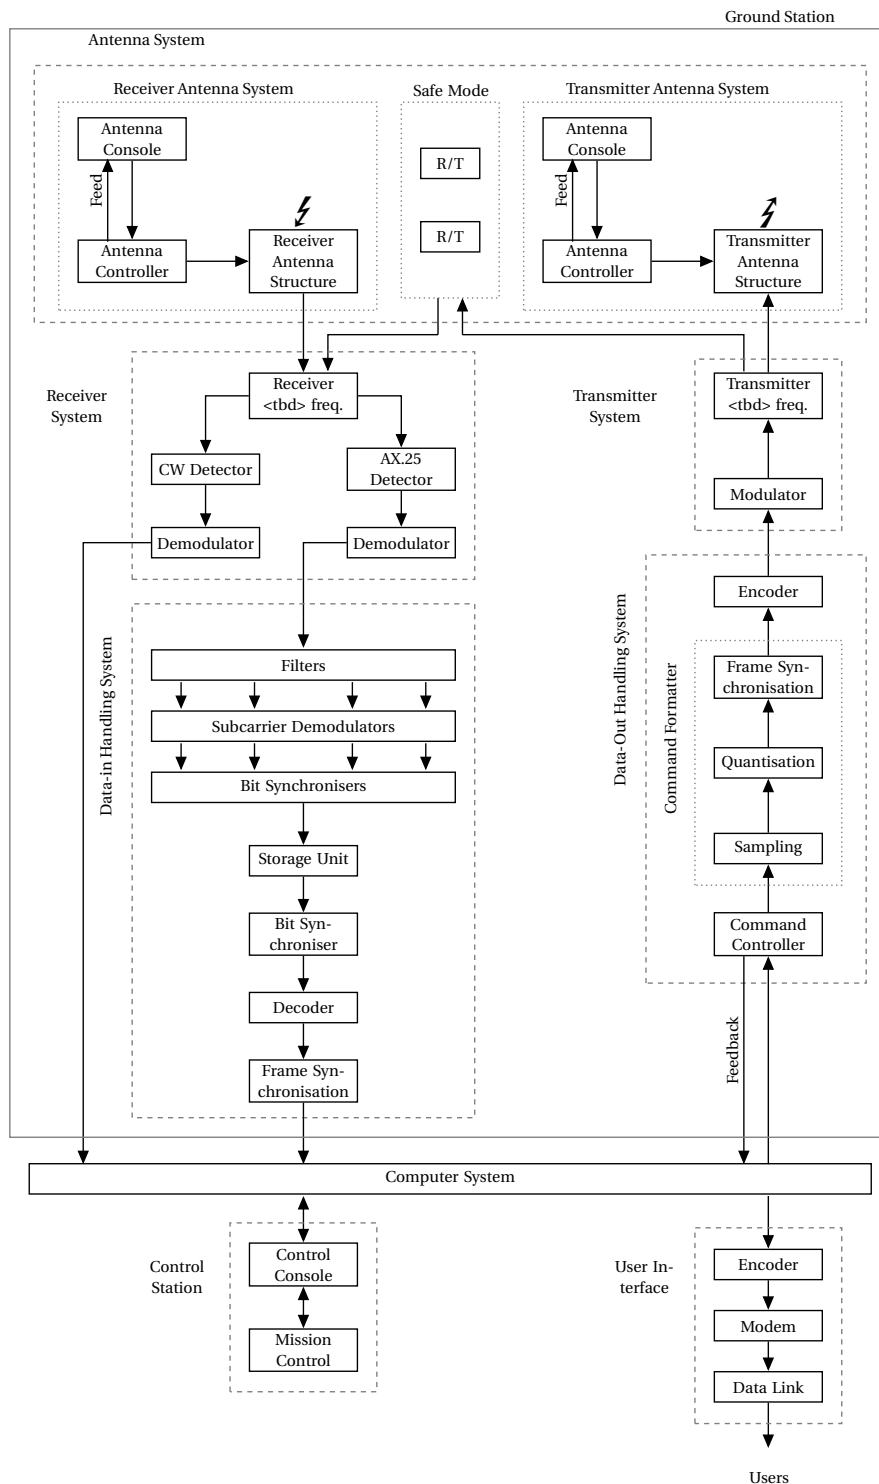 Ground Station
Antenna System
Receiver Antenna System
Safe Mode
Transmitter Antenna System
Antenna
Console
Feed
Antenna
Controller
Receiver
Antenna
Structure
R/T
R/T
Antenna
Console
Feed
Antenna
Controller
Transmitter
Antenna
Structure
Receiver
System
Receiver
<tbd> freq.
CW Detector
AX.25
Detector
Demodulator
Demodulator
Transmitter
System
Transmitter
<tbd> freq.
Modulator
Data-in Handling System
Filters
Subcarrier Demodulators
Bit Synchronisers
Storage Unit
Bit Syn-
chroniser
Decoder
Frame Syn-
chronisation
Data-Out Handling System
Encoder
Command Formatter
Frame Syn-
chronisation
Quantisation
Sampling
Command
Controller
Feedback
Computer System
Control
Station
Control
Console
Mission
Control
User In-
terface
Encoder
Modem
Data Link
Users